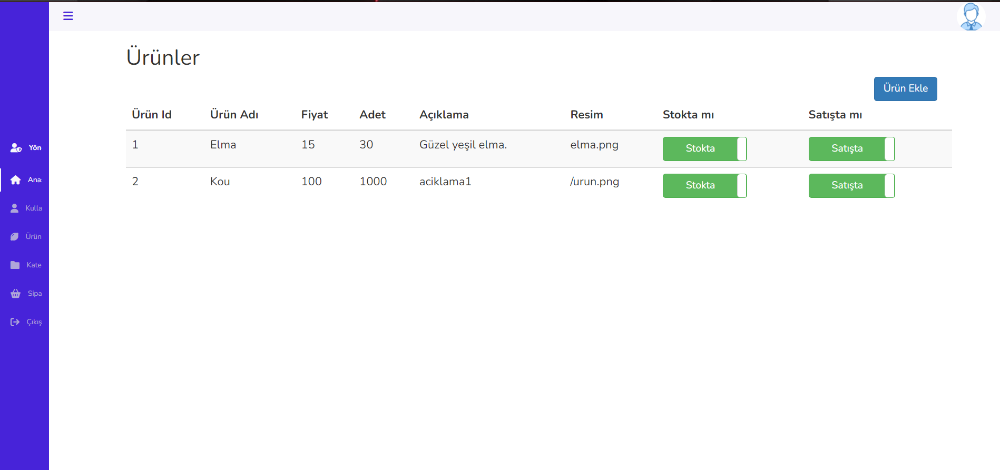 Ürünler
Ürün Ekle
Ürün Id Ürün Adı Fiyat Adet Açıklama Resim Stokta mı Satışta mı
1 Elma 15 30 Güzel yeşil elma. elma.png Stokta Satışta
2 Kou 100 1000 aciklama1 /urun.png Stokta Satışta
Yön
Ana
Kulla
Ürün
Kate
Sipa
Çıkış